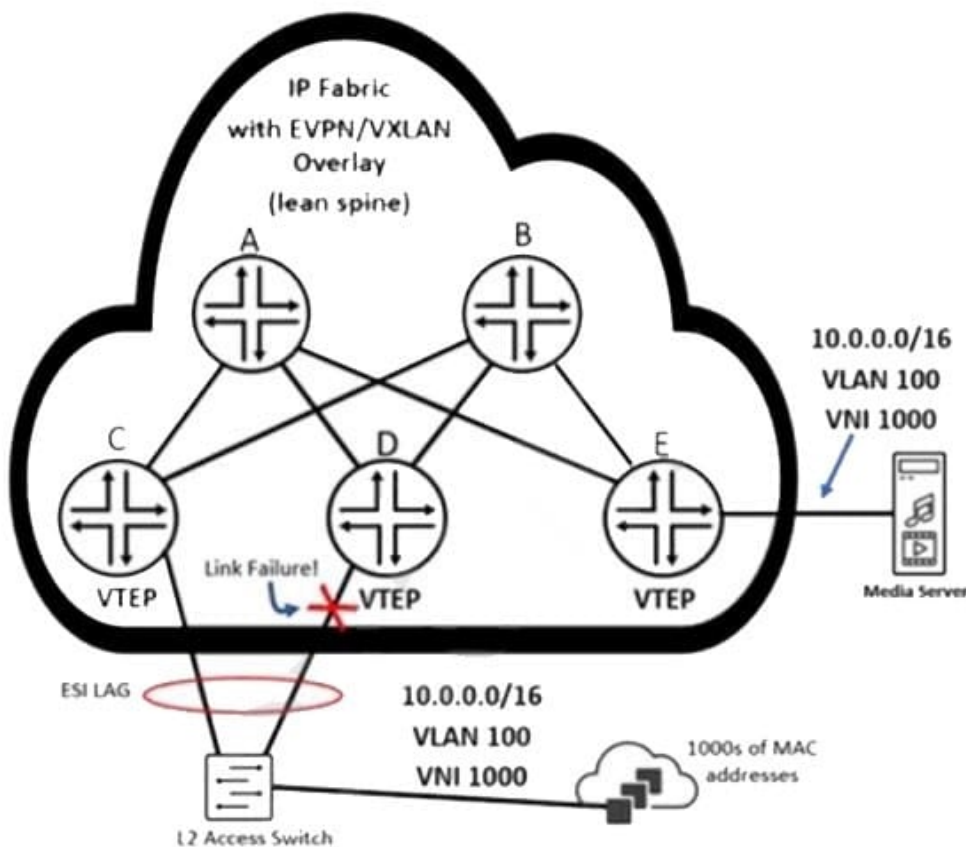 IP Fabric
with EVPN/VXLAN
Overlay
(lean spine)
A
B
10.0.0.0/16
VLAN 100
VNI 1000
C
D
E
Link Failure!
VTEP
VTEP
VTEP
Media Server
ESI LAG
10.0.0.0/16
VLAN 100
VNI 1000
1000s of MAC
addresses
L2 Access Switch